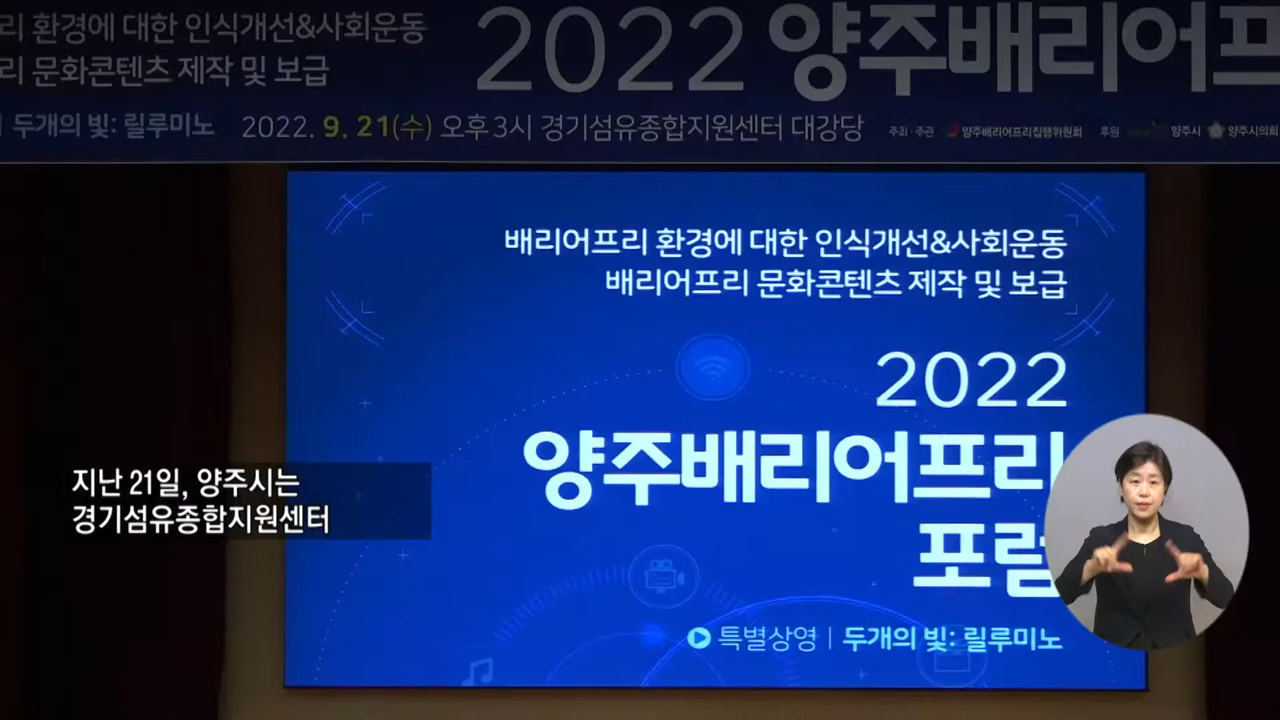 리 환경에 대한 인식개선&사회운동
리 문화콘텐츠 제작 및 보급
2022 양주배리어프
두개의 빛: 릴루미노 2022. 9. 21(수) 오후 3시 경기섬유종합지원센터 대강당 주최·주관 양주배리어프리집행위원회 후원 양주시 양주시의회
배리어프리 환경에 대한 인식개선&사회운동
배리어프리 문화콘텐츠 제작 및 보급
2022
양주배리어프리
포럼
특별상영 | 두개의 빛: 릴루미노
지난 21일, 양주시는
경기섬유종합지원센터